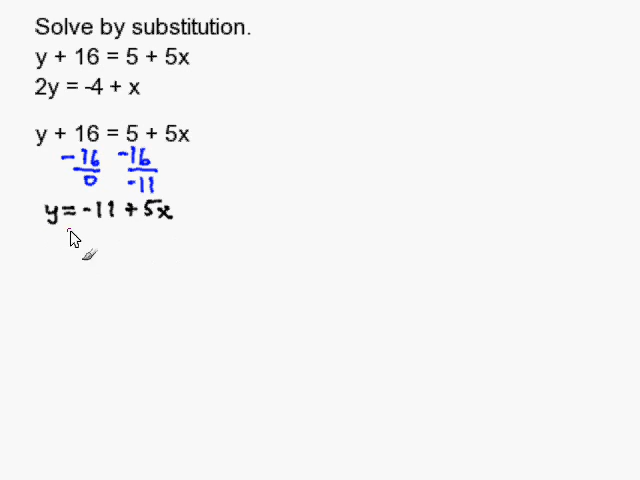 Solve by substitution.
y + 16 = 5 + 5x
2y = -4 + x
y + 16 = 5 + 5x
-16 -16
0 -11
y = -11 + 5x